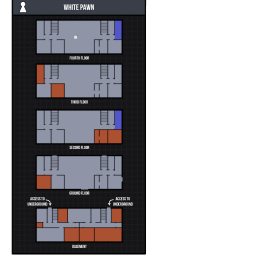 WHITE PAWN
FOURTH FLOOR
THIRD FLOOR
SECOND FLOOR
GROUND FLOOR
ACCESS TO
UNDERGROUND
ACCESS TO
UNDERGROUND
BASEMENT